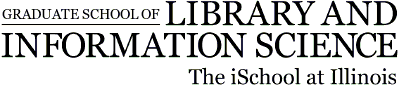 GRADUATE SCHOOL OF LIBRARY AND
INFORMATION SCIENCE
The iSchool at Illinois